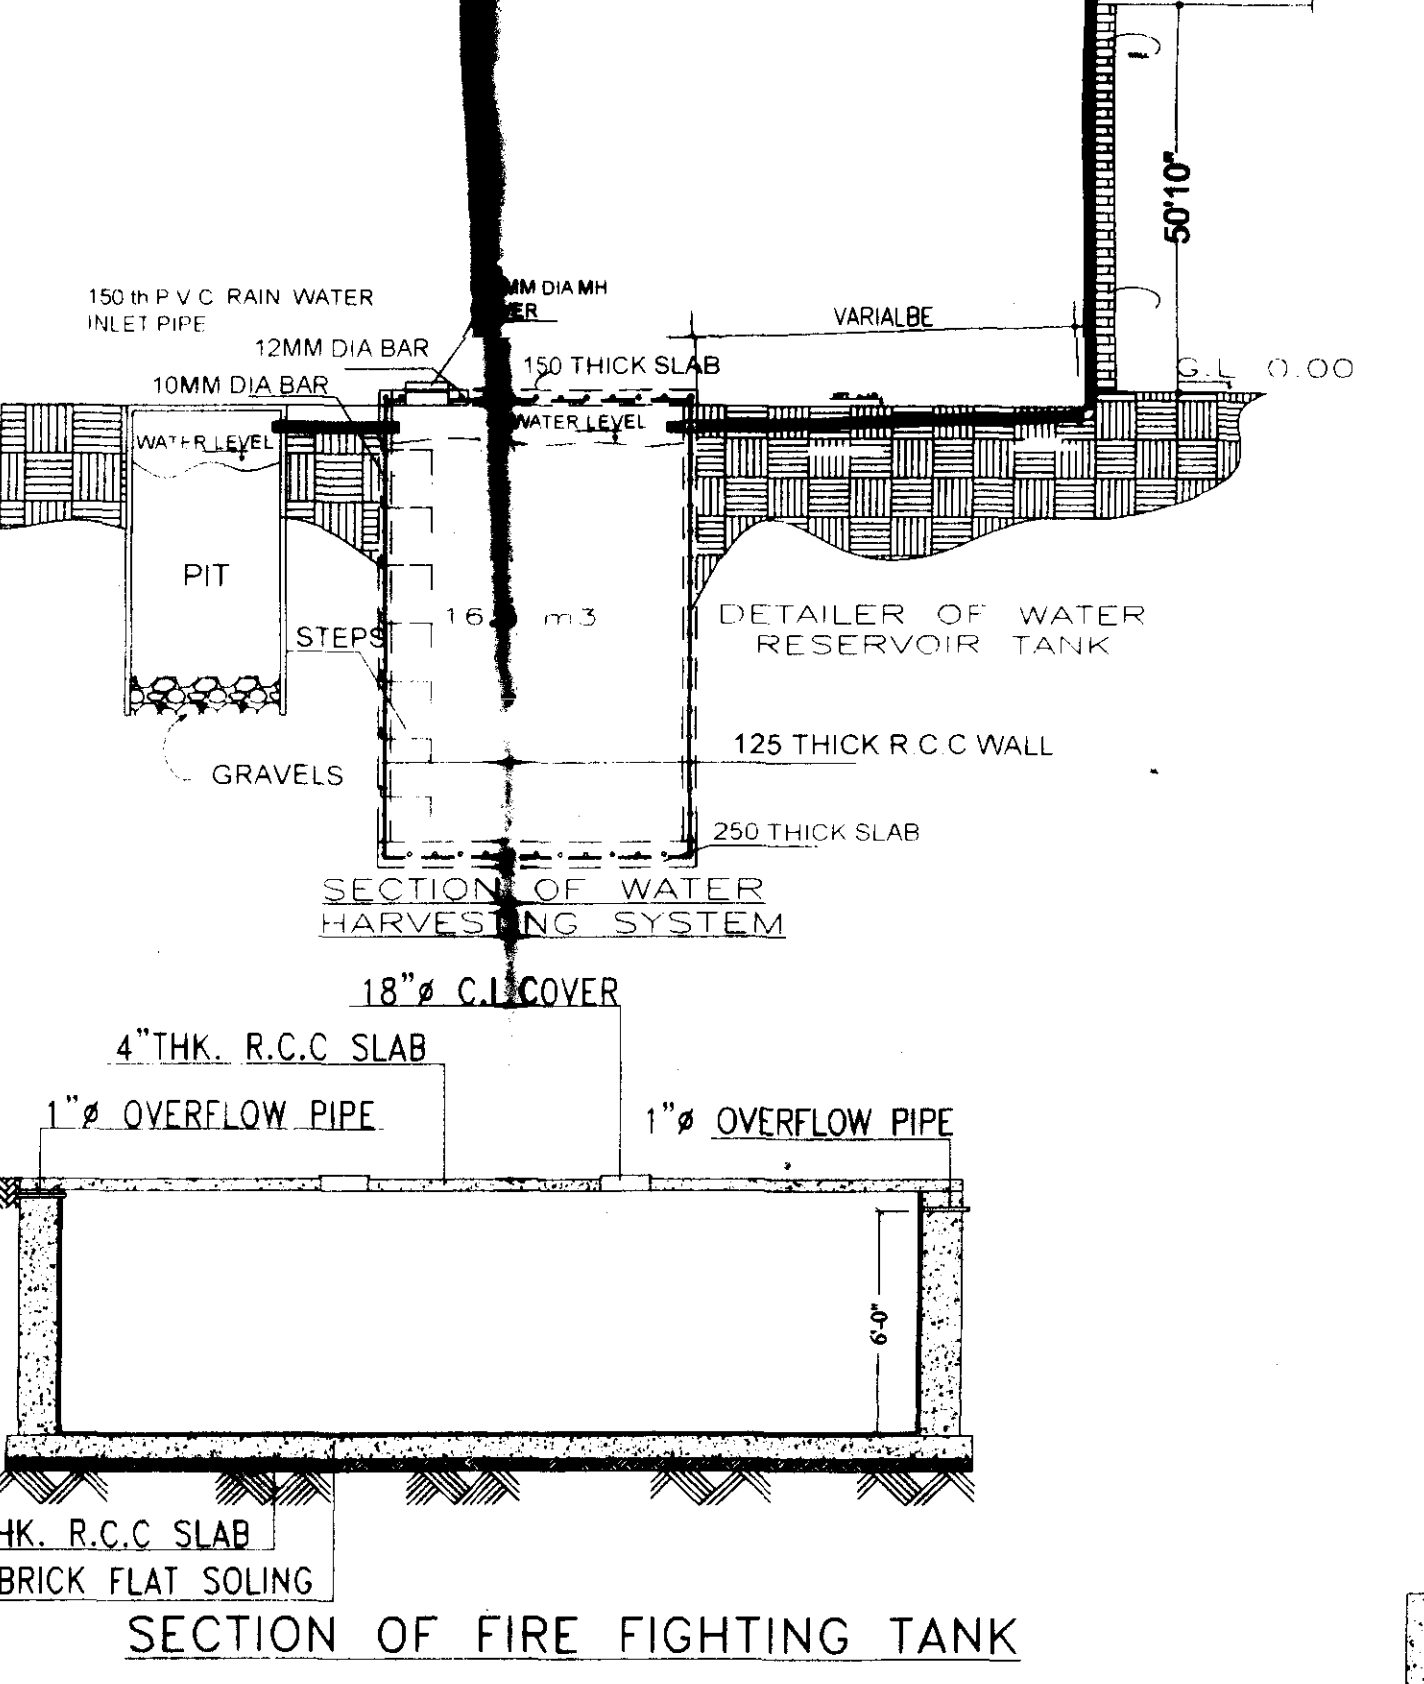 50'10"
150 th P V C RAIN WATER
INLET PIPE
MM DIA MH
VARIALBE
12MM DIA BAR
150 THICK SLAB
10MM DIA BAR
G.L 0.00
WATER LEVEL
WATER LEVEL
PIT
16 m3
STEPS
DETAILER OF WATER
RESERVOIR TANK
125 THICK R.C.C WALL
GRAVELS
250 THICK SLAB
SECTION OF WATER
HARVESTING SYSTEM
18"ø C.I.COVER
4"THK. R.C.C SLAB
1"ø OVERFLOW PIPE
1"ø OVERFLOW PIPE
6'-0"
HK. R.C.C SLAB
BRICK FLAT SOLING
SECTION OF FIRE FIGHTING TANK